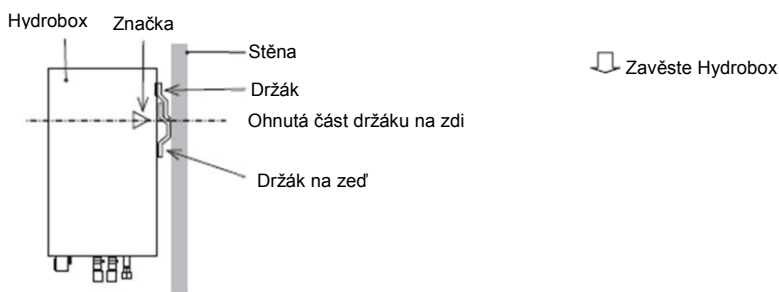 Hydrobox
Značka
Stěna
Držák
Zavěste Hydrobox
Ohnutá část držáku na zdi
Držák na zeď